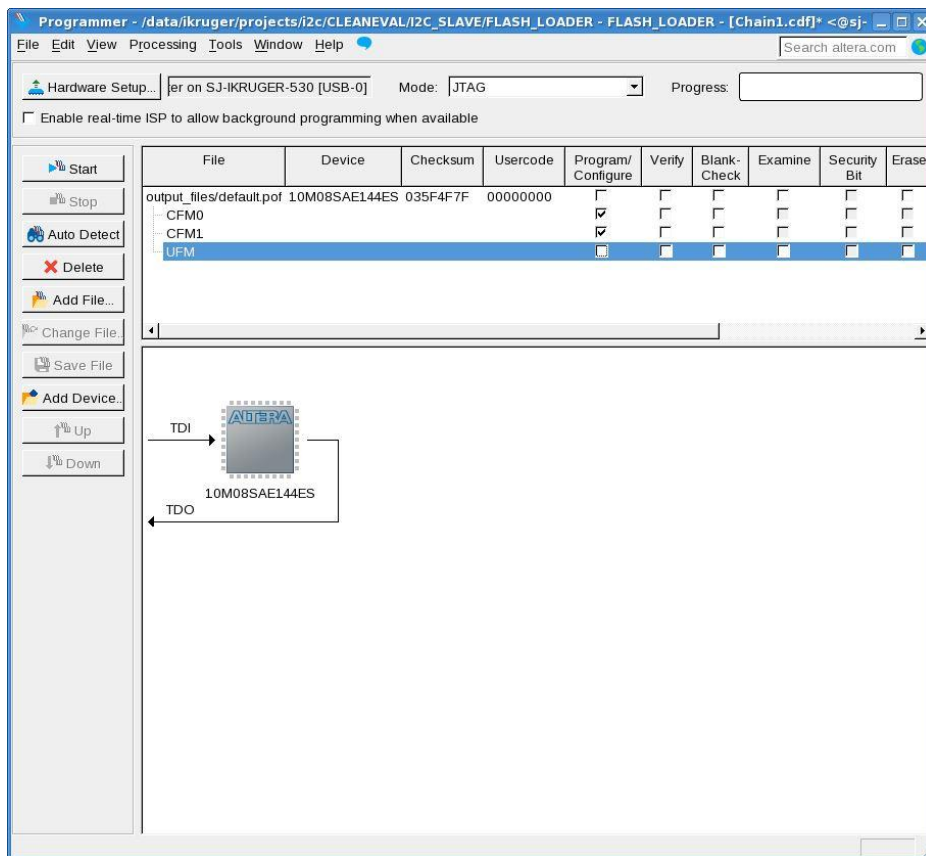 Programmer - /data/ikruger/projects/i2c/CLEANEVAL/I2C_SLAVE/FLASH_LOADER - FLASH_LOADER - [Chain1.cdf]* <@sj-
File Edit View Processing Tools Window Help
Search altera.com
Hardware Setup... er on SJ-IKRUGER-530 [USB-0] Mode: JTAG Progress:
Enable real-time ISP to allow background programming when available
Start
Stop
Auto Detect
Delete
Add File...
Change File..
Save File
Add Device..
Up
Down
File Device Checksum Usercode Program/ Configure Verify Blank- Check Examine Security Bit Erase
output_files/default.pof 10M08SAE144ES 035F4F7F 00000000
CFM0
CFM1
UFM
TDI
ALTERA
10M08SAE144ES
TDO